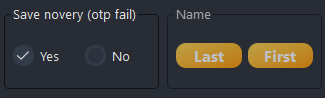 Save novery (otp fail)
Yes
No
Name
Last
First